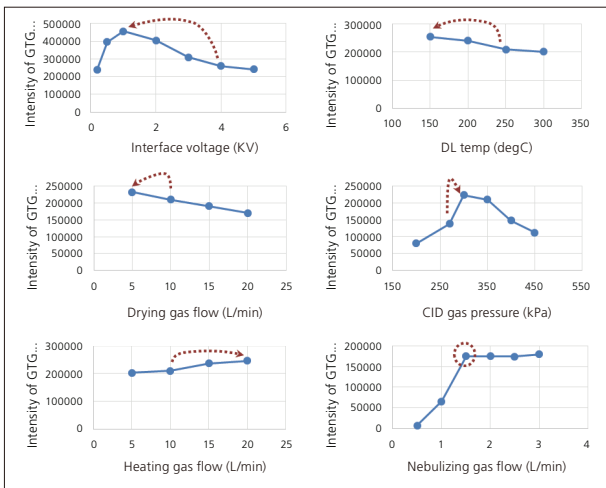 Intensity of GTG...
500000
400000
300000
200000
100000
0
0 2 4 6
Interface voltage (KV)
Intensity of GTG...
300000
200000
100000
0
100 150 200 250 300 350
DL temp (degC)
Intensity of GTG...
250000
200000
150000
100000
50000
0
0 5 10 15 20 25
Drying gas flow (L/min)
Intensity of GTG...
250000
200000
150000
100000
50000
0
150 250 350 450 550
CID gas pressure (kPa)
Intensity of GTG...
300000
200000
100000
0
0 5 10 15 20 25
Heating gas flow (L/min)
Intensity of GTG...
200000
150000
100000
50000
0
0 1 2 3 4
Nebulizing gas flow (L/min)